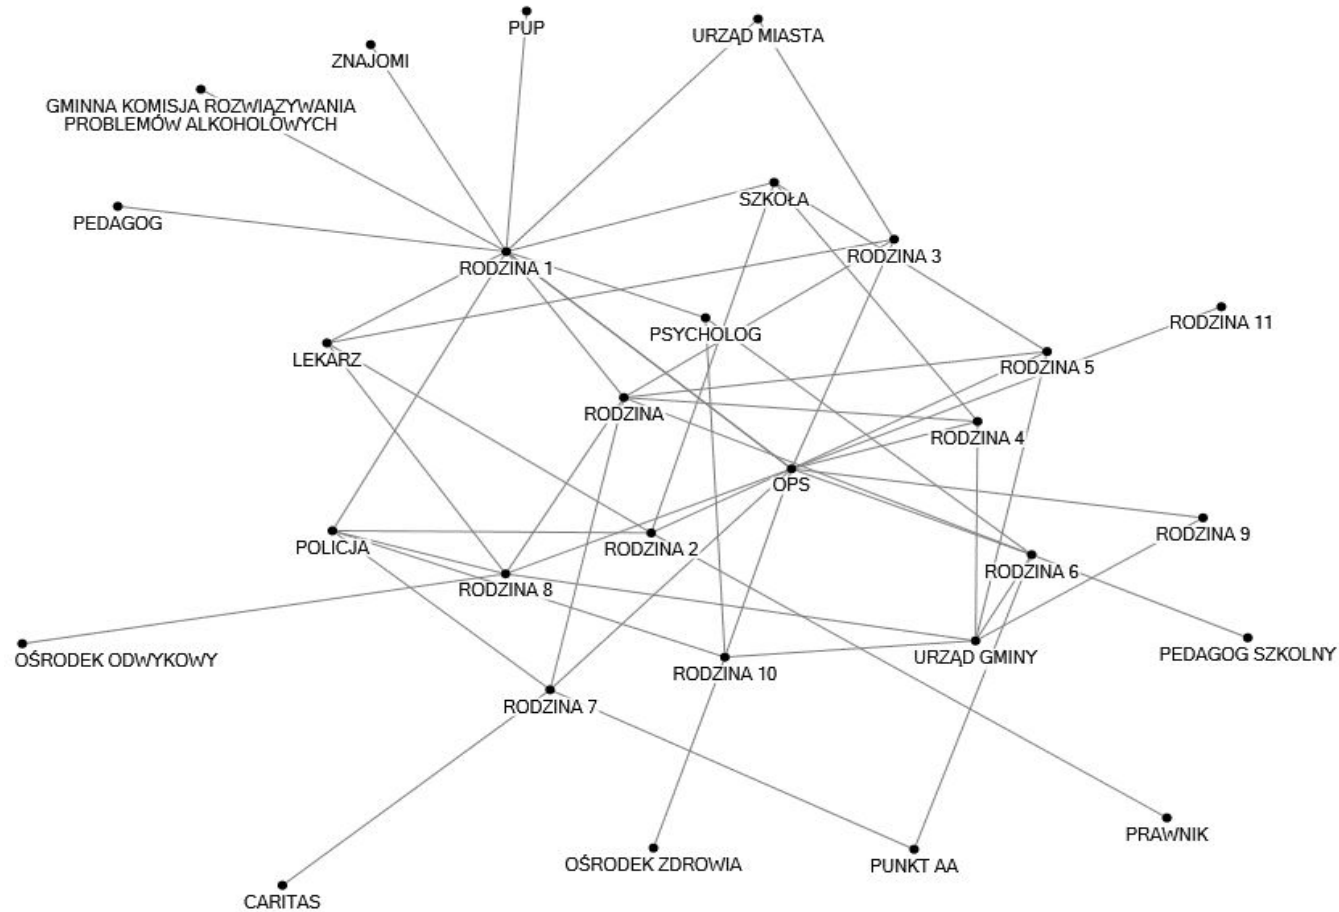 PUP
URZĄD MIASTA
ZNAJOMI
GMINNA KOMISJA ROZWIĄZYWANIA
PROBLEMÓW ALKOHOLOWYCH
SZKOŁA
PEDAGOG
RODZINA 3
RODZINA 1
RODZINA 11
PSYCHOLOG
LEKARZ
RODZINA 5
RODZINA
RODZINA 4
OPS
RODZINA 9
POLICJA
RODZINA 2
RODZINA 6
RODZINA 8
PEDAGOG SZKOLNY
URZĄD GMINY
OŚRODEK ODWYKOWY
RODZINA 10
RODZINA 7
PRAWNIK
OŚRODEK ZDROWIA
PUNKT AA
CARITAS